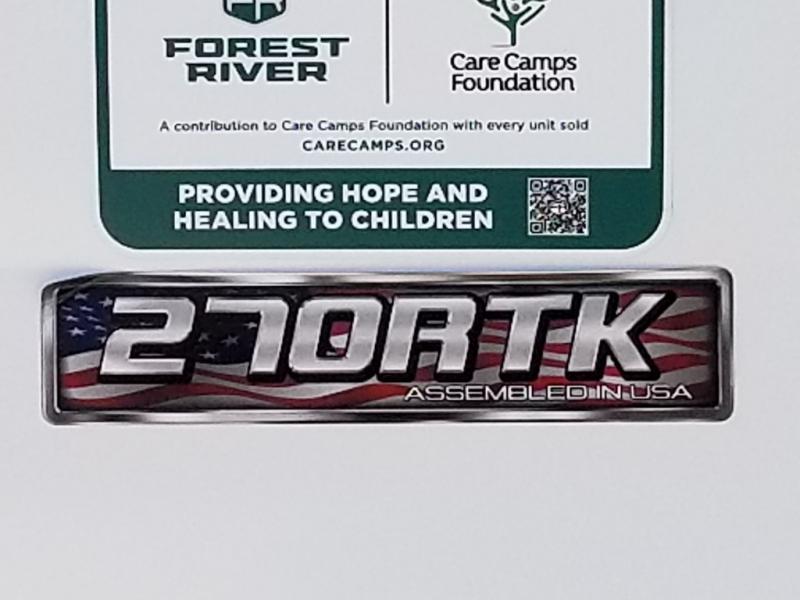 FOREST
RIVER
Care Camps
Foundation
A contribution to Care Camps Foundation with every unit sold
CARECAMPS.ORG
PROVIDING HOPE AND
HEALING TO CHILDREN
270RTK
ASSEMBLED IN USA